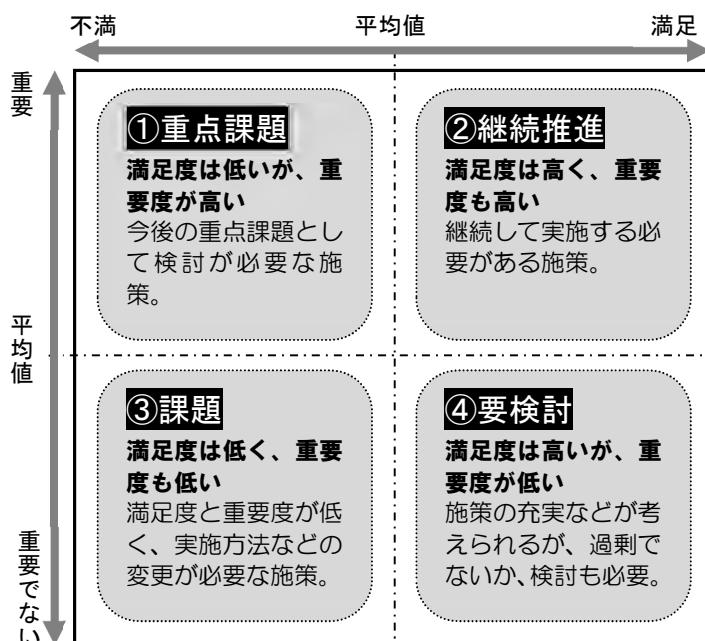 不満 平均値 満足
重要
①重点課題
満足度は低いが、重
要度が高い
今後の重点課題とし
て検討が必要な施
策。
②継続推進
満足度は高く、重要
度も高い
継続して実施する必
要がある施策。
平均値
③課題
満足度は低く、重要
度も低い
満足度と重要度が低
く、実施方法などの
変更が必要な施策。
④要検討
満足度は高いが、重
要度が低い
施策の充実などが考
えられるが、過剰で
ないか、検討も必要。
重要でない